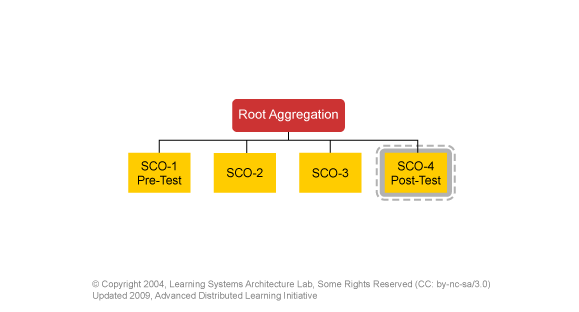 Root Aggregation
SCO-1
Pre-Test
SCO-2
SCO-3
SCO-4
Post-Test
© Copyright 2004, Learning Systems Architecture Lab, Some Rights Reserved (CC: by-nc-sa/3.0)
Updated 2009, Advanced Distributed Learning Initiative